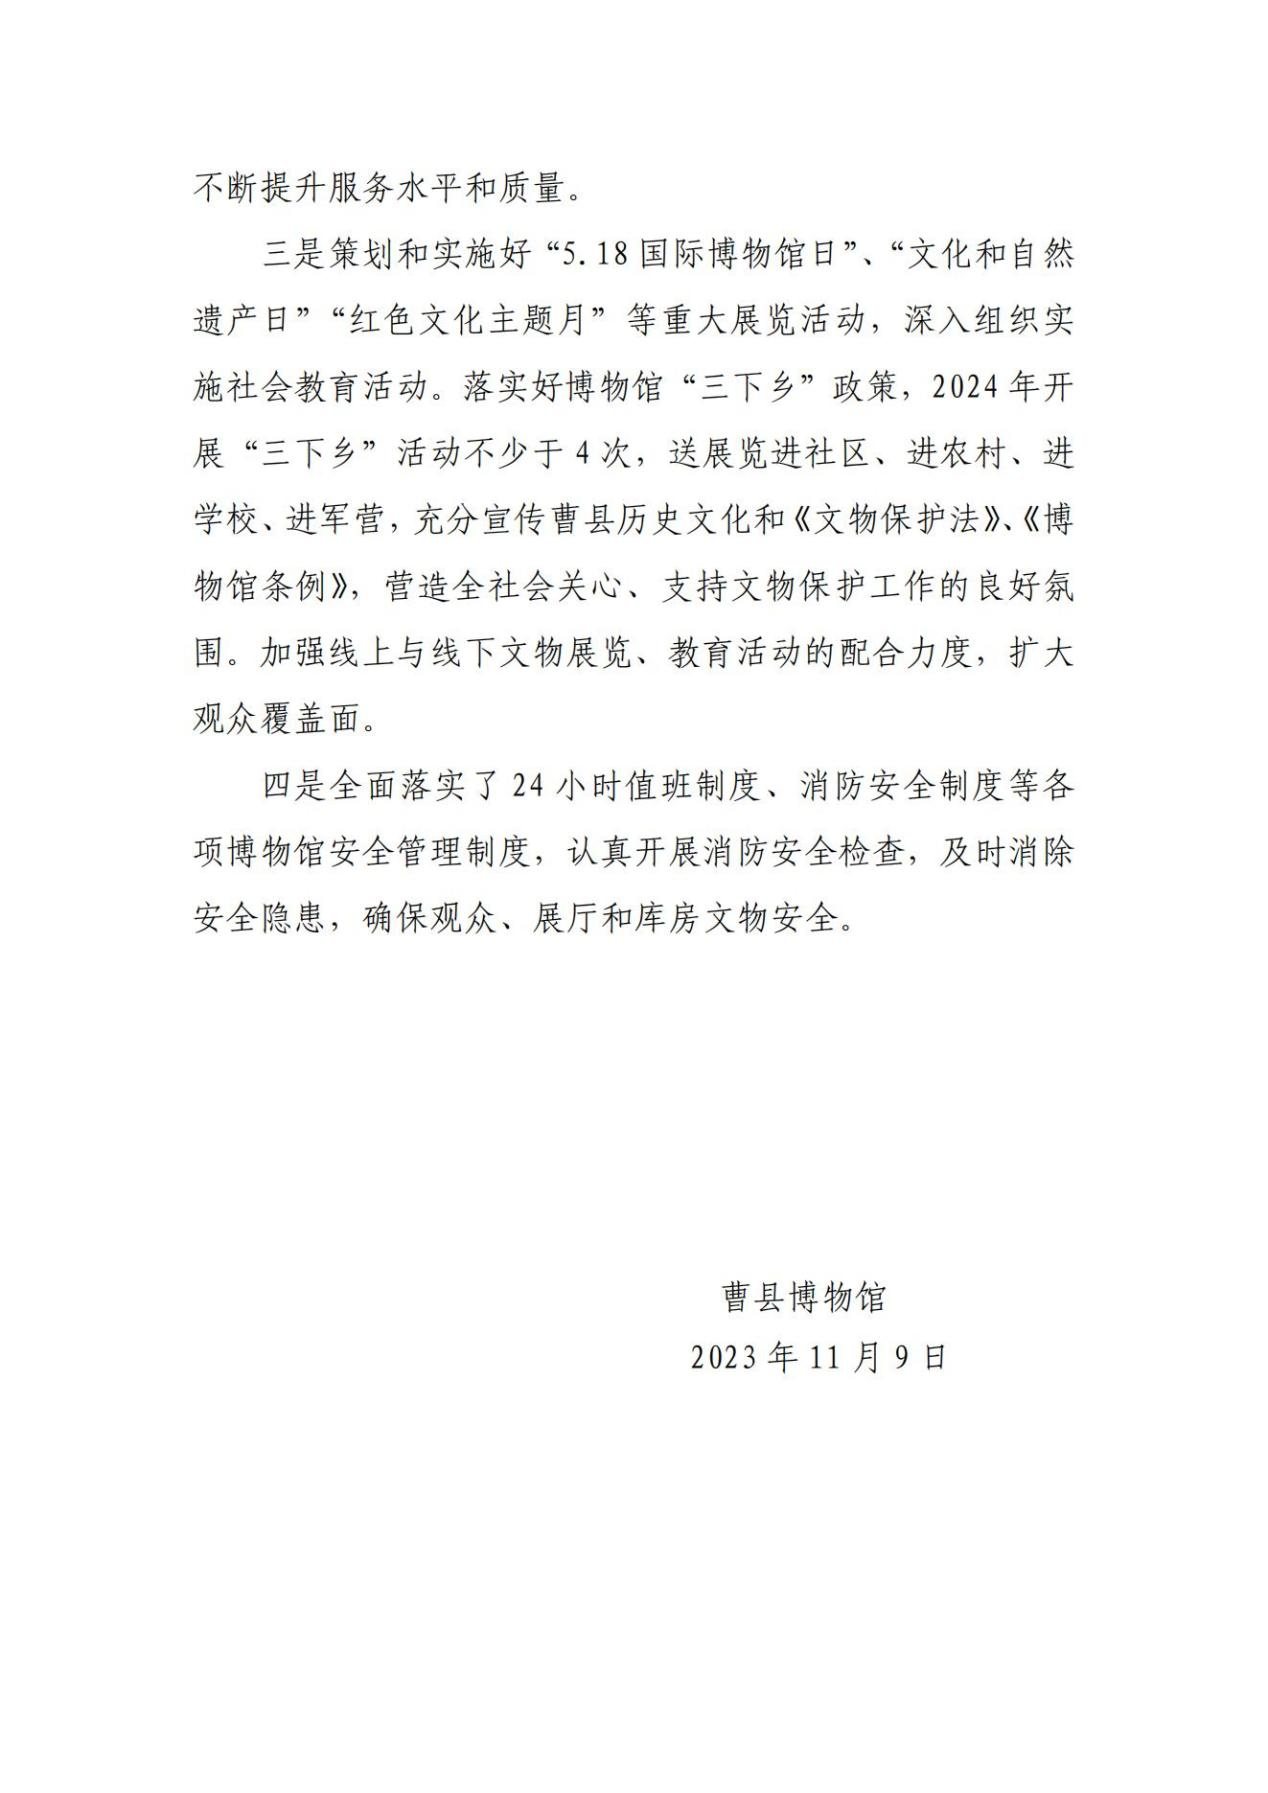 不断提升服务水平和质量。
三是策划和实施好“5.18国际博物馆日”、“文化和自然
遗产日”“红色文化主题月”等重大展览活动，深入组织实
施社会教育活动。落实好博物馆“三下乡”政策，2024年开
展“三下乡”活动不少于4次，送展览进社区、进农村、进
学校、进军营，充分宣传曹县历史文化和《文物保护法》、《博
物馆条例》，营造全社会关心、支持文物保护工作的良好氛
围。加强线上与线下文物展览、教育活动的配合力度，扩大
观众覆盖面。
四是全面落实了24小时值班制度、消防安全制度等各
项博物馆安全管理制度，认真开展消防安全检查，及时消除
安全隐患，确保观众、展厅和库房文物安全。
曹县博物馆
2023年11月9日